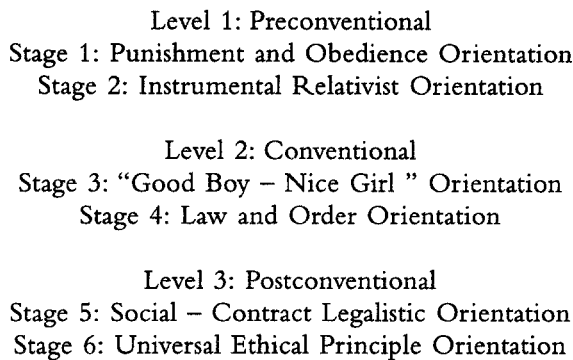 Level 1: Preconventional
Stage 1: Punishment and Obedience Orientation
Stage 2: Instrumental Relativist Orientation
Level 2: Conventional
Stage 3: “Good Boy – Nice Girl ” Orientation
Stage 4: Law and Order Orientation
Level 3: Postconventional
Stage 5: Social – Contract Legalistic Orientation
Stage 6: Universal Ethical Principle Orientation